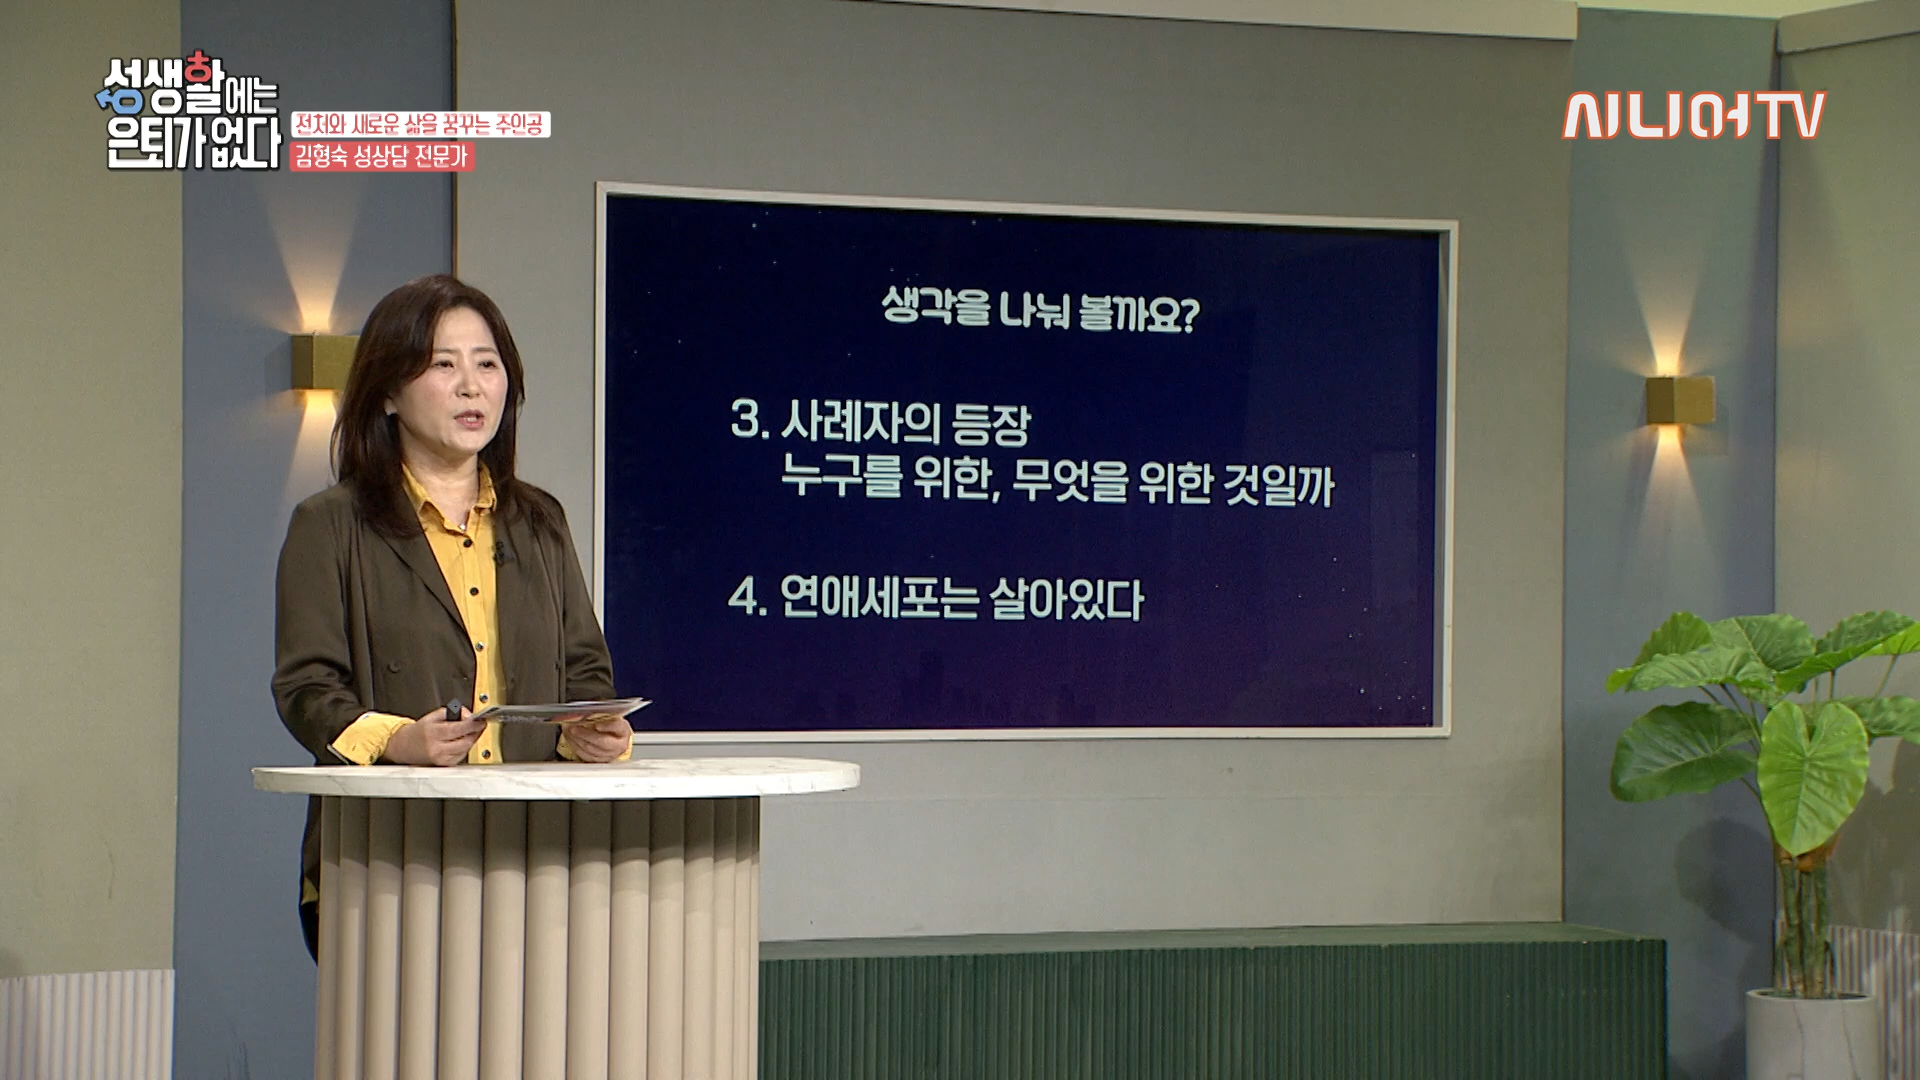 성생활에는
은퇴가 없다
전처와 새로운 삶을 꿈꾸는 주인공
김형숙 성상담 전문가
시니어TV
생각을 나눠 볼까요?
3. 사례자의 등장
누구를 위한, 무엇을 위한 것일까
4. 연애세포는 살아있다